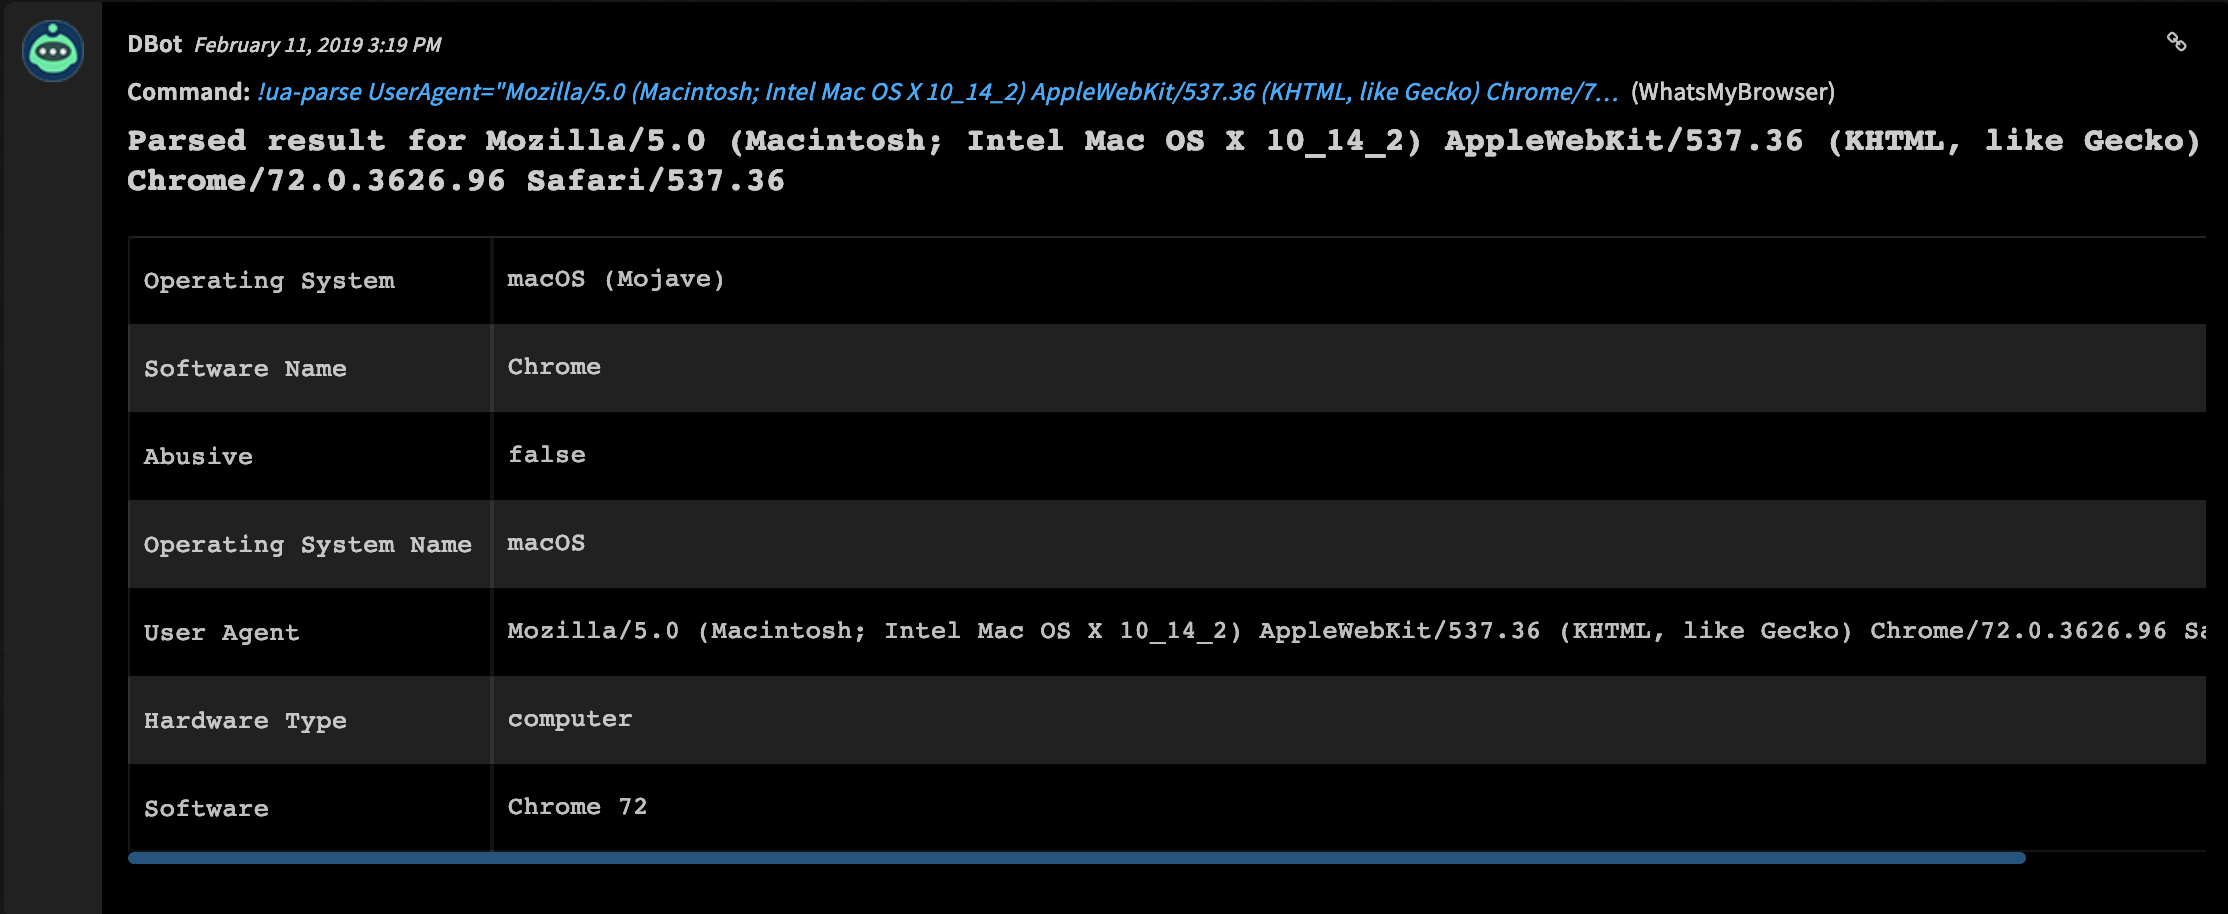 DBot February 11, 2019 3:19 PM
Command: !ua-parse UserAgent="Mozilla/5.0 (Macintosh; Intel Mac OS X 10_14_2) AppleWebKit/537.36 (KHTML, like Gecko) Chrome/7... (WhatsMyBrowser)
Parsed result for Mozilla/5.0 (Macintosh; Intel Mac OS X 10_14_2) AppleWebKit/537.36 (KHTML, like Gecko)
Chrome/72.0.3626.96 Safari/537.36
Operating System macOS (Mojave)
Software Name Chrome
Abusive false
Operating System Name macOS
User Agent Mozilla/5.0 (Macintosh; Intel Mac OS X 10_14_2) AppleWebKit/537.36 (KHTML, like Gecko) Chrome/72.0.3626.96
Hardware Type computer
Software Chrome 72